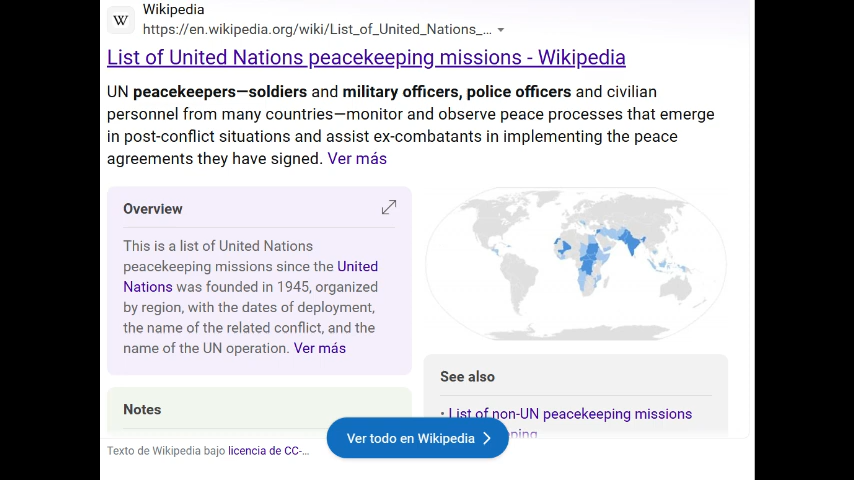 W
Wikipedia
https://en.wikipedia.org/wiki/List_of_United_Nations_...
List of United Nations peacekeeping missions - Wikipedia
UN peacekeepers—soldiers and military officers, police officers and civilian
personnel from many countries—monitor and observe peace processes that emerge
in post-conflict situations and assist ex-combatants in implementing the peace
agreements they have signed. Ver más
Overview
This is a list of United Nations
peacekeeping missions since the United
Nations was founded in 1945, organized
by region, with the dates of deployment,
the name of the related conflict, and the
name of the UN operation. Ver más
Notes
See also
• List of non-UN peacekeeping missions
Ver todo en Wikipedia
Texto de Wikipedia bajo licencia de CC-...